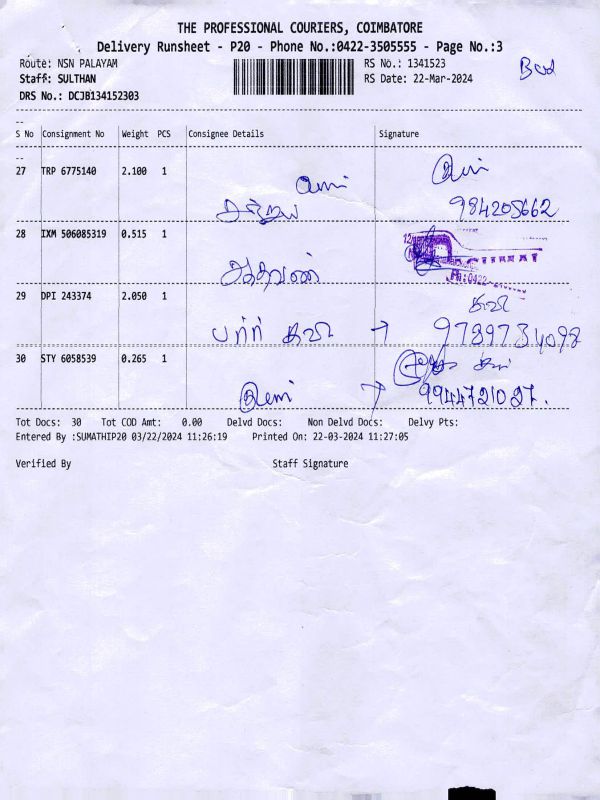 THE PROFESSIONAL COURIERS, COIMBATORE
Delivery Runsheet - P20 - Phone No.:0422-3505555 - Page No.:3
Route: NSN PALAYAM
RS No.: 1341523
Staff: SULTHAN
RS Date: 22-Mar-2024
DRS No.: DCJB134152303
S No Consignment No Weight PCS Consignee Details Signature
27 TRP 6775140 2.100 1
984205662
28 IXM 506085319 0.515 1
Ph:0422
29 DPI 243374 2.050 1
கவி
கவி → 9789734098
30 STY 6058539 0.265 1
→ 9944721027.
Tot Docs: 30 Tot COD Amt: 0.00 Delvd Docs: Non Delvd Docs: Delvy Pts:
Entered By :SUMATHIP20 03/22/2024 11:26:19 Printed On: 22-03-2024 11:27:05
Verified By Staff Signature